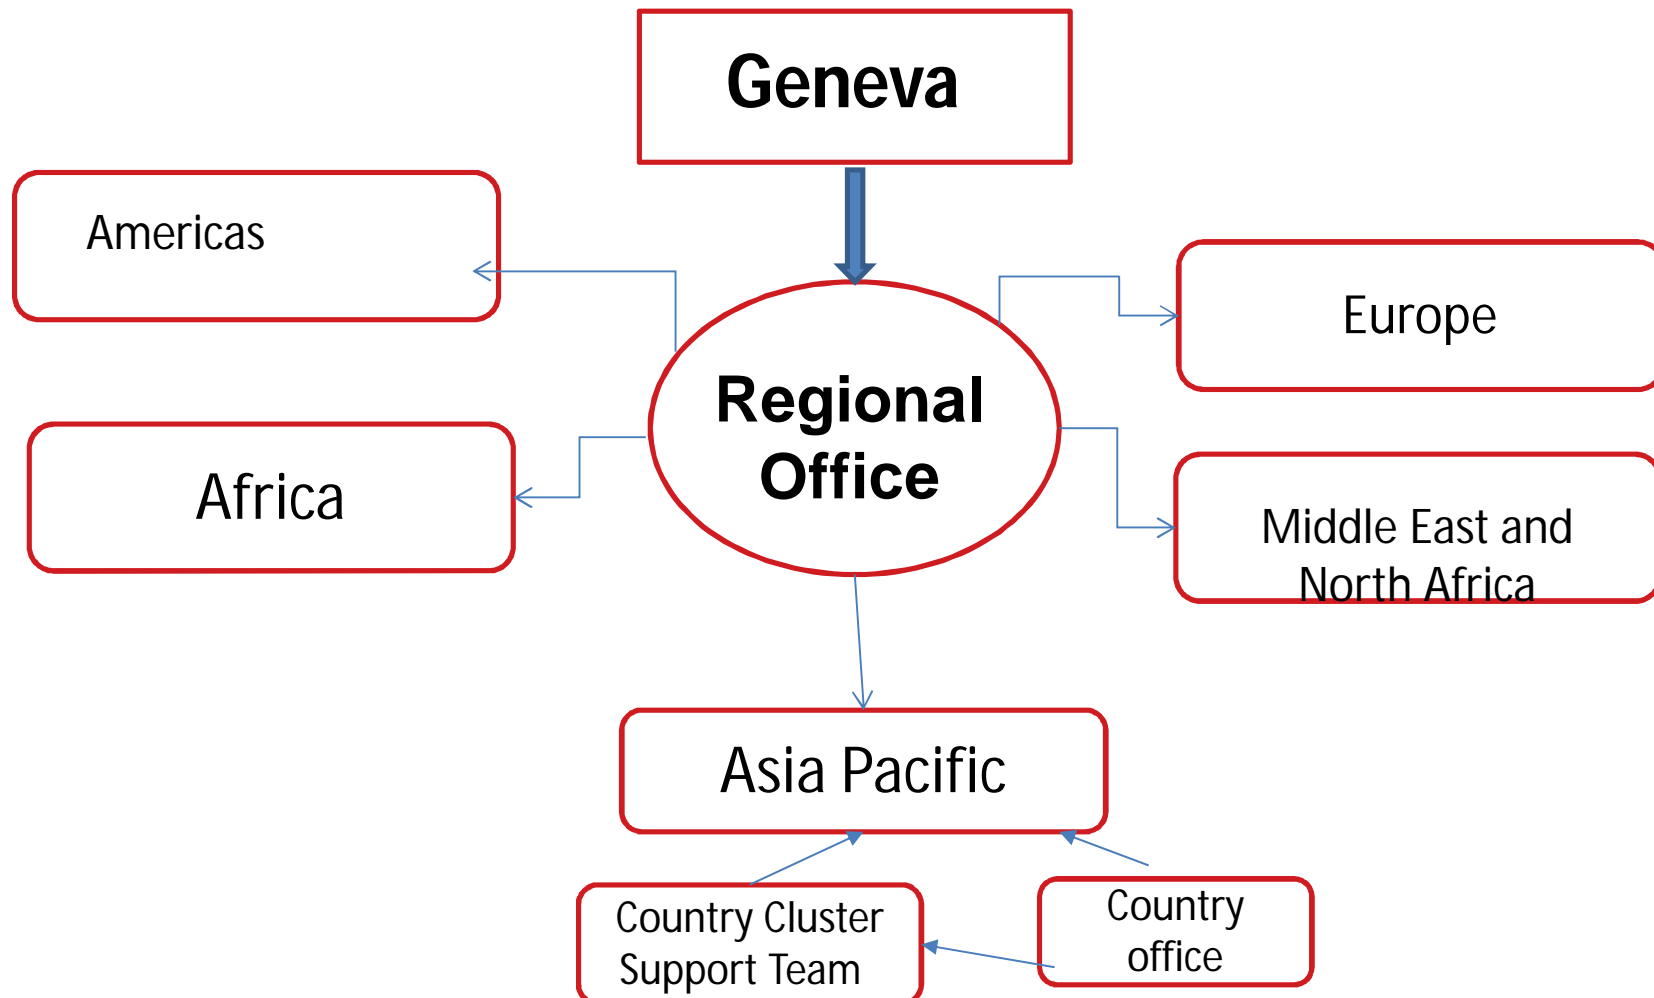 Geneva
Americas
Europe
Regional
Office
Africa
Middle East and
North Africa
Asia Pacific
Country Cluster
Support Team
Country
office